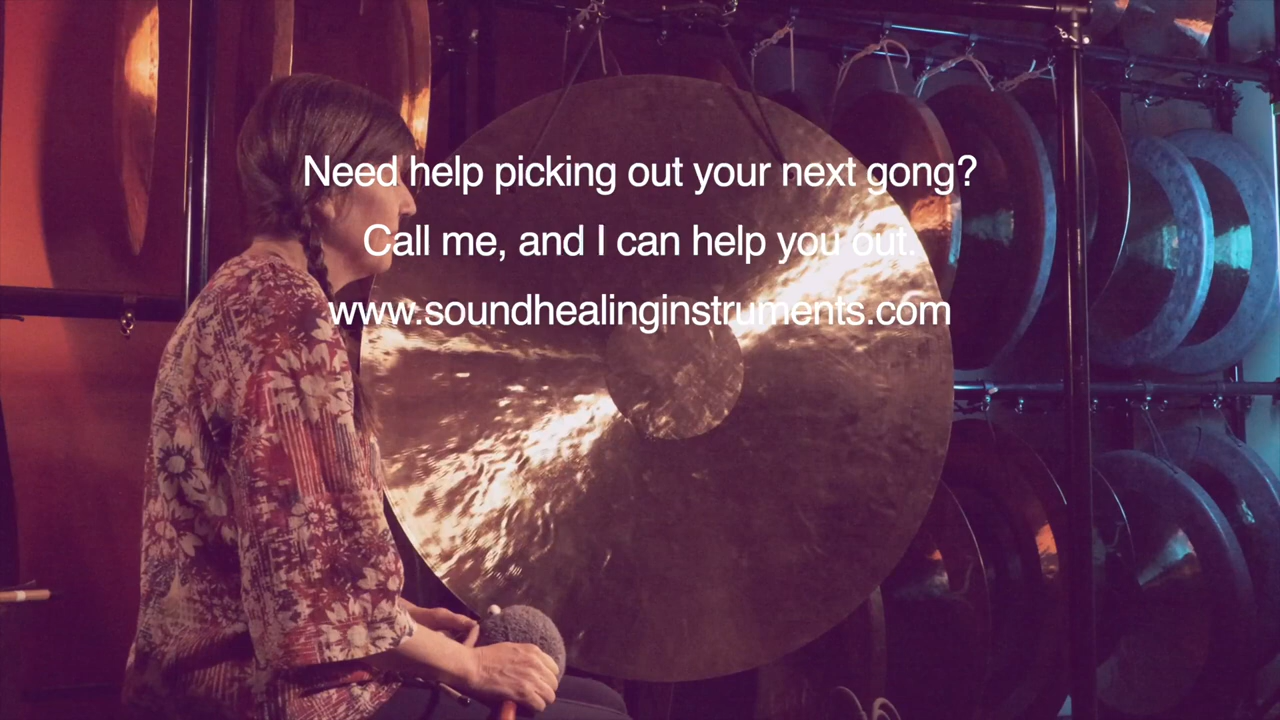 Need help picking out your next gong?
Call me, and I can help you out.
www.soundhealinginstruments.com